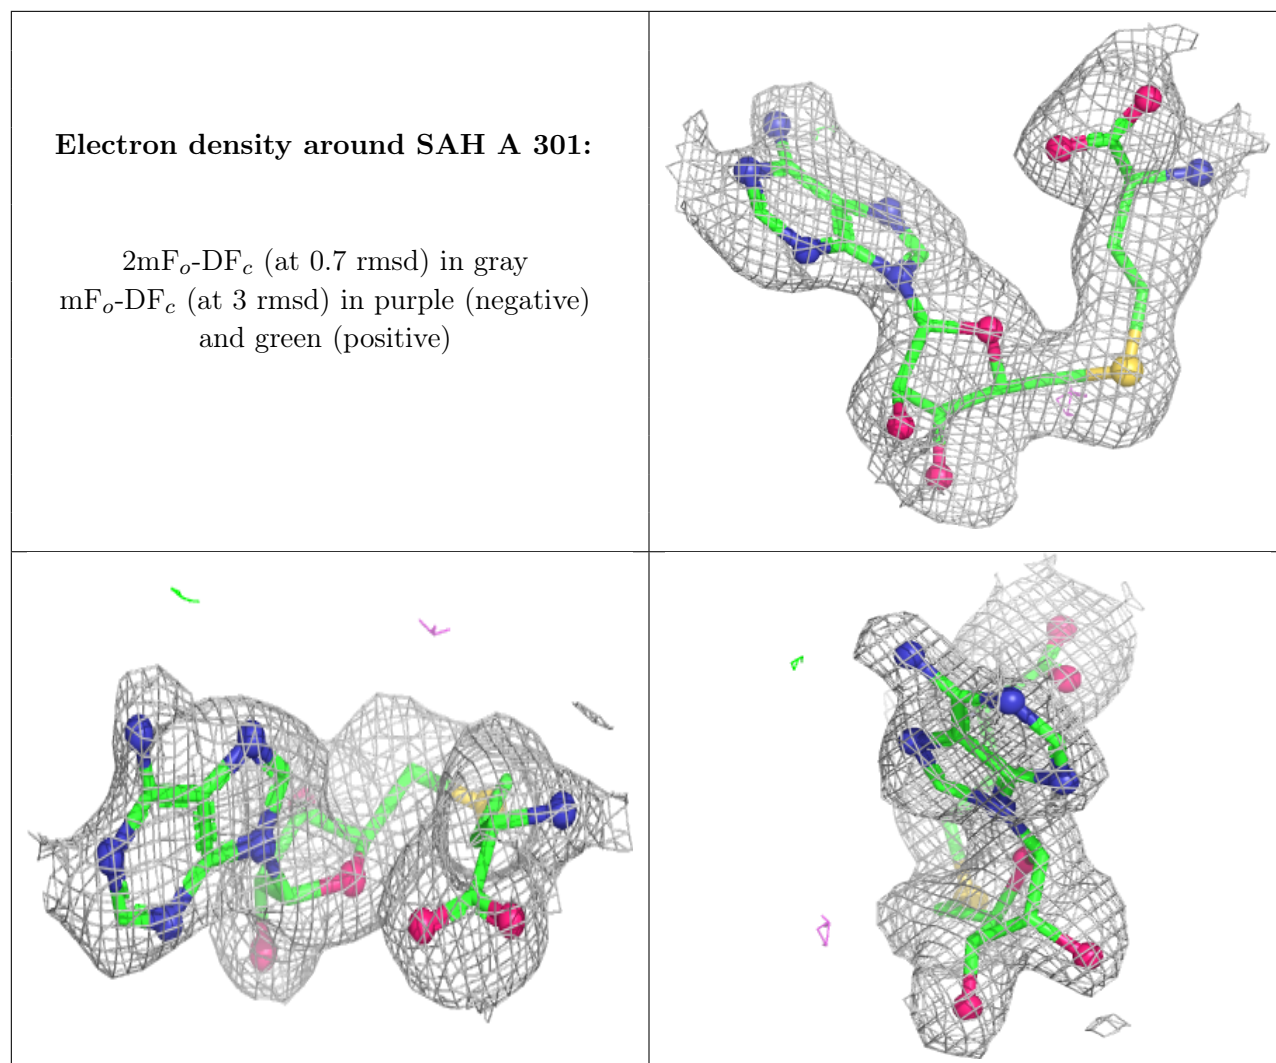 Electron density around SAH A 301:
2mFₒ-DF𝒸 (at 0.7 rmsd) in gray
mFₒ-DF𝒸 (at 3 rmsd) in purple (negative)
and green (positive)